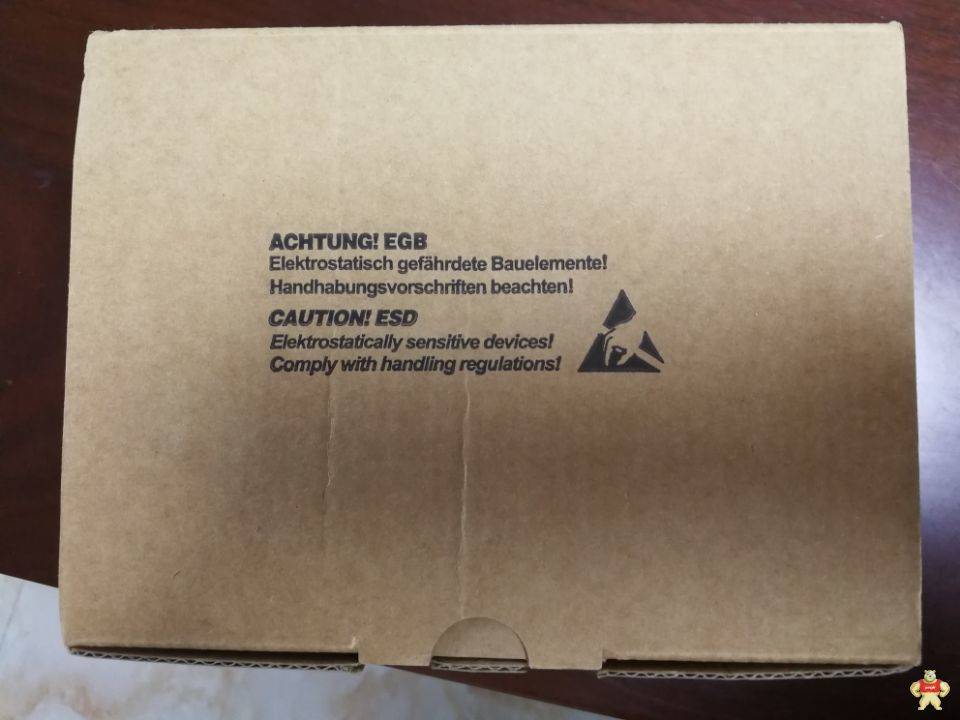 ACHTUNG! EGB
Elektrostatisch gefährdete Bauelemente!
Handhabungsvorschriften beachten!
CAUTION! ESD
Elektrostatically sensitive devices!
Comply with handling regulations!